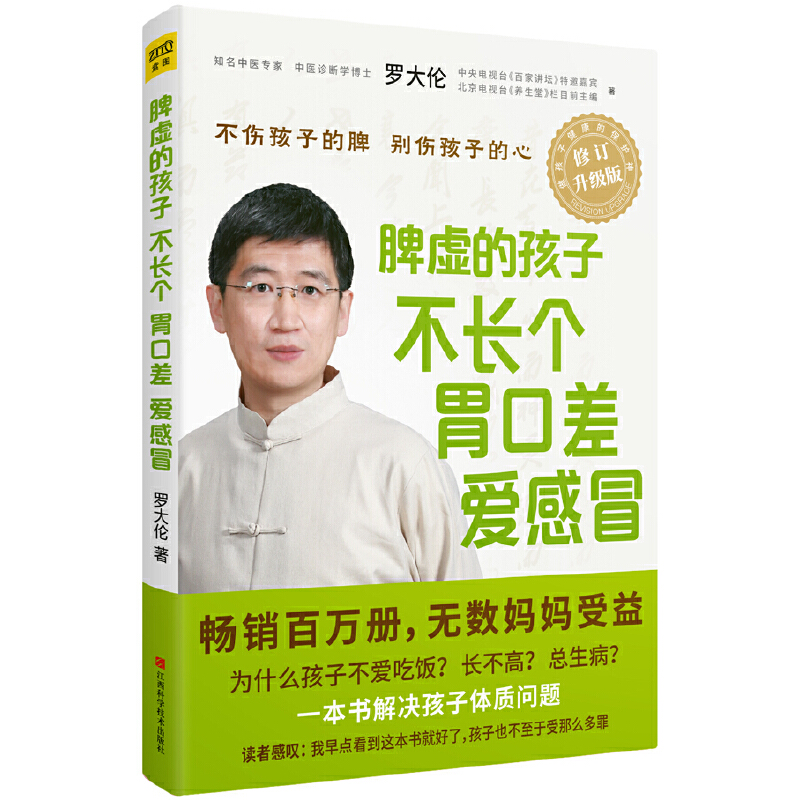 紫图
脾虚的孩子 不长个 胃口差 爱感冒
罗大伦 著
江西科学技术出版社
知名中医专家 中医诊断学博士 罗大伦 中央电视台《百家讲坛》特邀嘉宾
北京电视台《养生堂》栏目前主编
著
不伤孩子的脾 别伤孩子的心
修订
升级版
REVISION UPGRADE
脾虚的孩子
不长个
胃口差
爱感冒
畅销百万册，无数妈妈受益
为什么孩子不爱吃饭？长不高？总生病？
一本书解决孩子体质问题
读者感叹：我早点看到这本书就好了，孩子也不至于受那么多罪